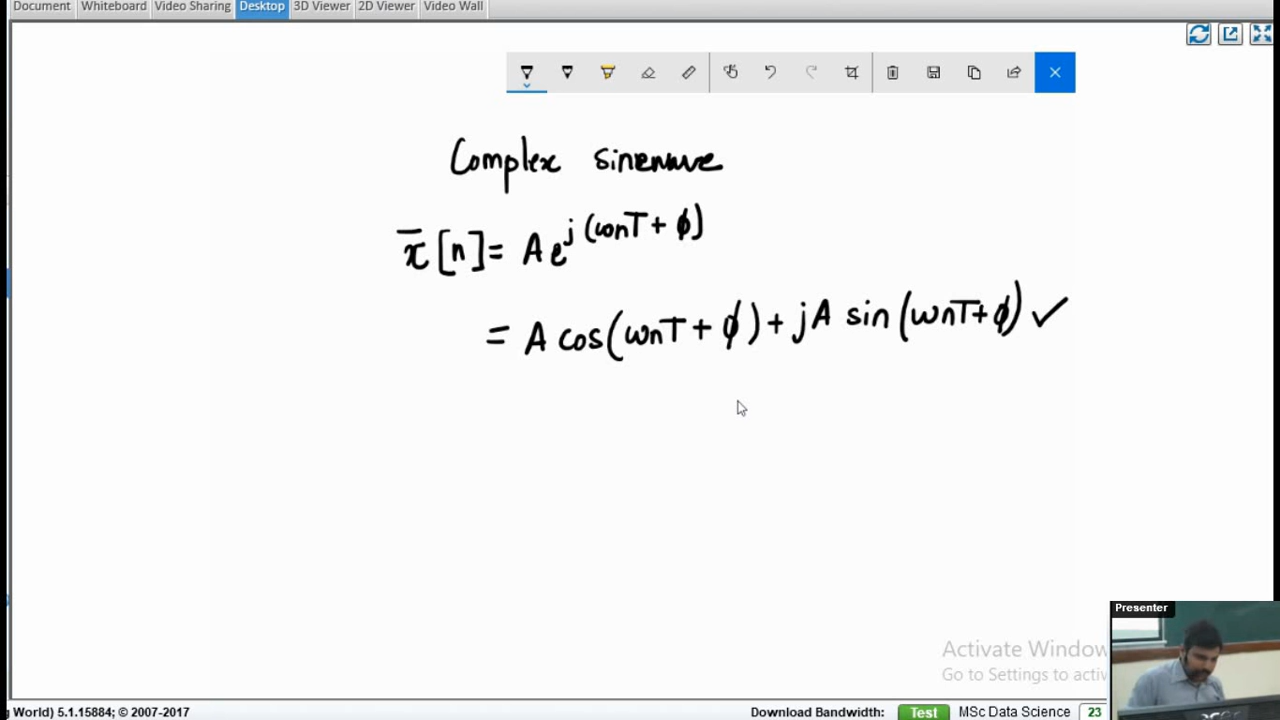 Document Whiteboard Video Sharing Desktop 3D Viewer 2D Viewer Video Wall
Complex sinewave
x̅[n] = A e^j(ωnT + ϕ)
= A cos(ωnT + ϕ) + jA sin(ωnT + ϕ) ✓
Presenter
Activate Window
Go to Settings to activ
World) 5.1.15884; © 2007-2017 Download Bandwidth: Test MSc Data Science 23